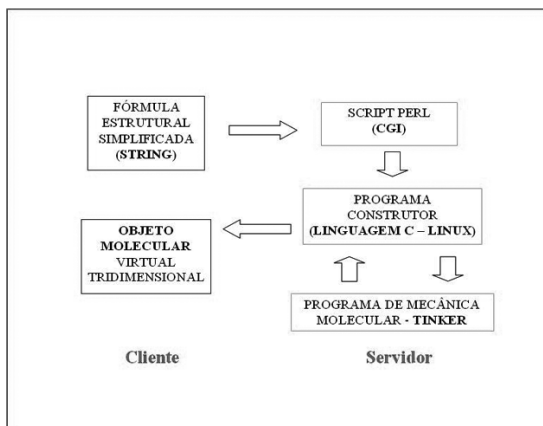 FÓRMULA
ESTRUTURAL
SIMPLIFICADA
(STRING)
SCRIPT PERL
(CGI)
PROGRAMA
CONSTRUTOR
(LINGUAGEM C – LINUX)
OBJETO
MOLECULAR
VIRTUAL
TRIDIMENSIONAL
PROGRAMA DE MECÂNICA
MOLECULAR - TINKER
Cliente
Servidor